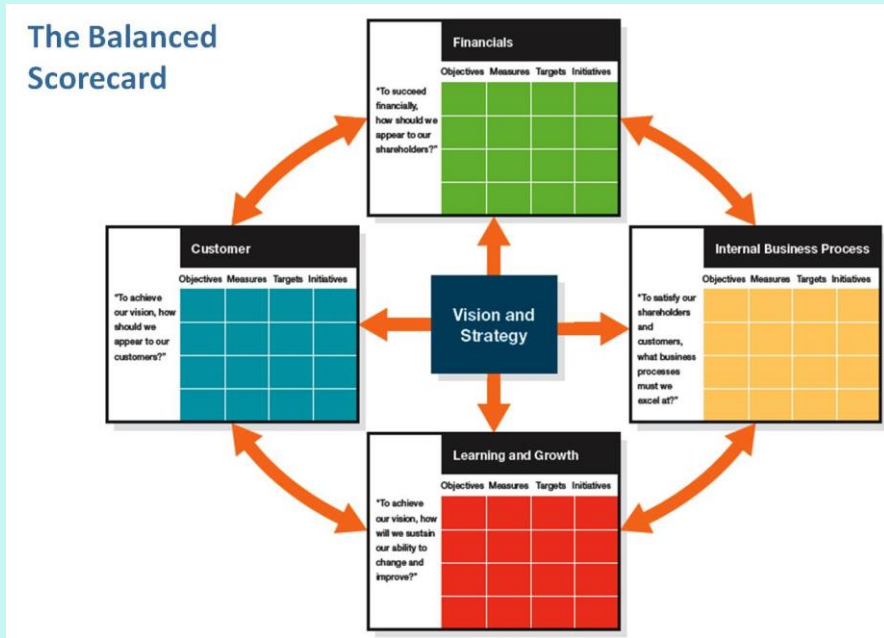 The Balanced
Scorecard
Financials
Objectives Measures Targets Initiatives
"To succeed
financially,
how should we
appear to our
shareholders?"
Customer
Objectives Measures Targets Initiatives
"To achieve
our vision, how
should we
appear to our
customers?"
Vision and
Strategy
Internal Business Process
Objectives Measures Targets Initiatives
"To satisfy our
shareholders
and
customers,
what business
processes
must we
excel at?"
Learning and Growth
Objectives Measures Targets Initiatives
"To achieve
our vision, how
will we sustain
our ability to
change and
improve?"